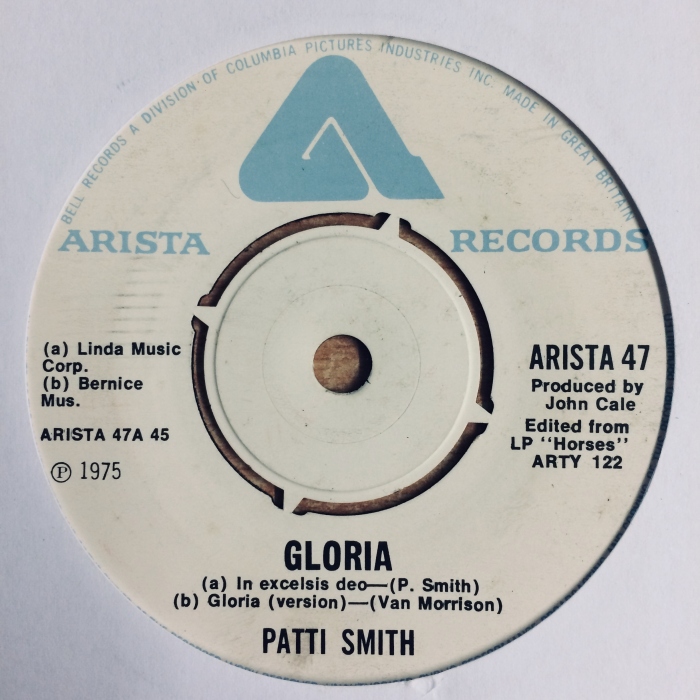 BELL RECORDS A DIVISION OF COLUMBIA PICTURES INDUSTRIES INC. MADE IN GREAT BRITAIN
ARISTA RECORDS
(a) Linda Music
Corp.
(b) Bernice
Mus.
ARISTA 47A 45
Ⓟ 1975
ARISTA 47
Produced by
John Cale
Edited from
LP "Horses"
ARTY 122
GLORIA
(a) In excelsis deo—(P. Smith)
(b) Gloria (version)—(Van Morrison)
PATTI SMITH